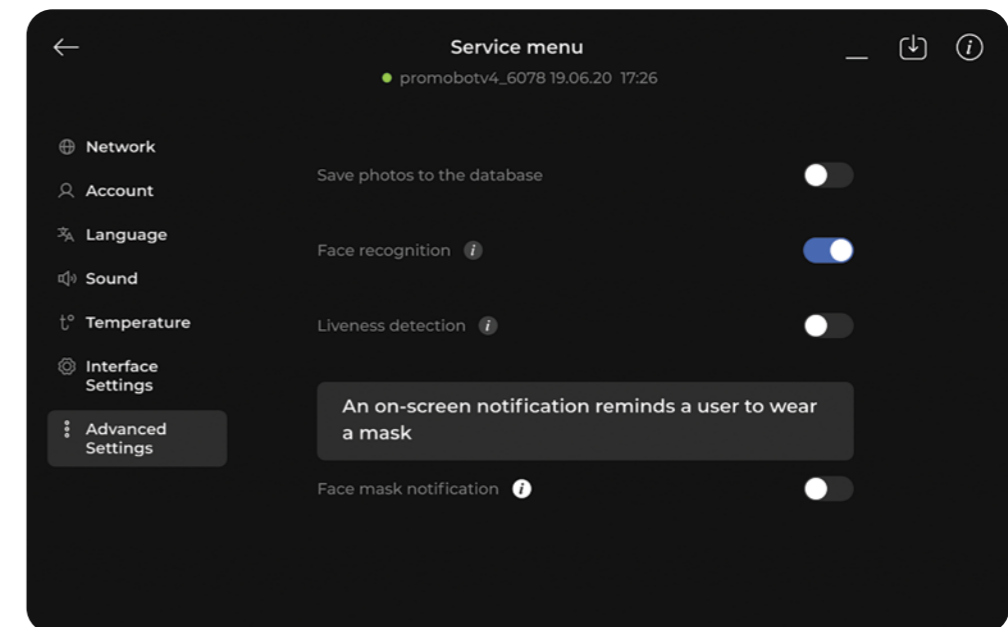 Service menu
promobotv4_6078 19.06.20 17:26
Network
Account
Language
Sound
t° Temperature
Interface
Settings
Advanced
Settings
Save photos to the database
Face recognition i
Liveness detection i
An on-screen notification reminds a user to wear
a mask
Face mask notification i